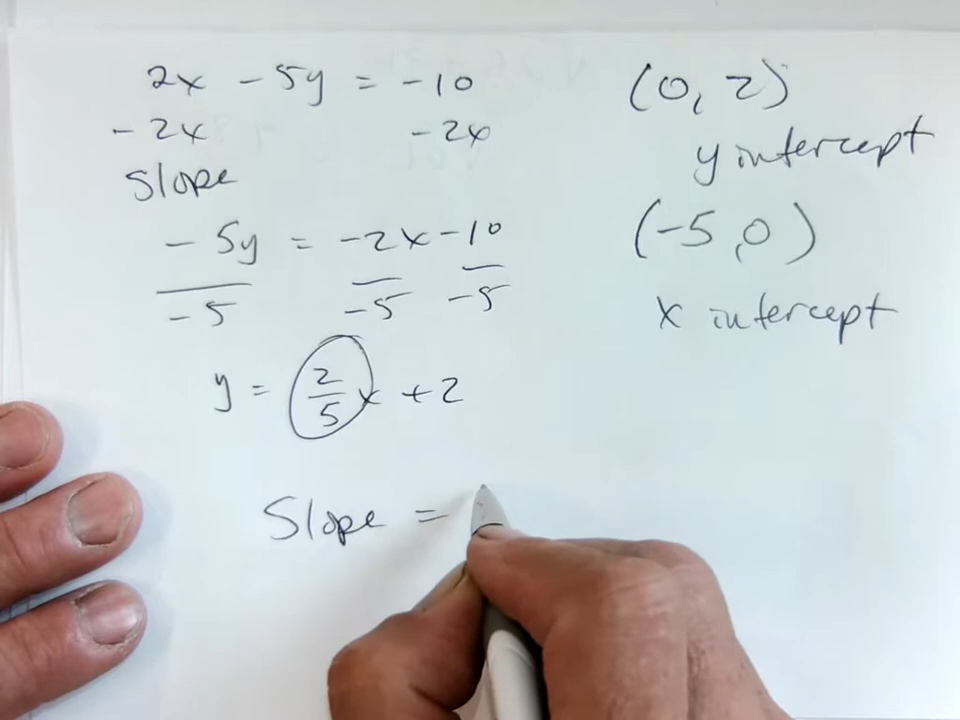 2x - 5y = -10
-2x -2x
Slope
-5y = -2x -10
-5 -5 -5
y = 2/5 x + 2
Slope =
(0, 2)
y intercept
(-5, 0)
x intercept